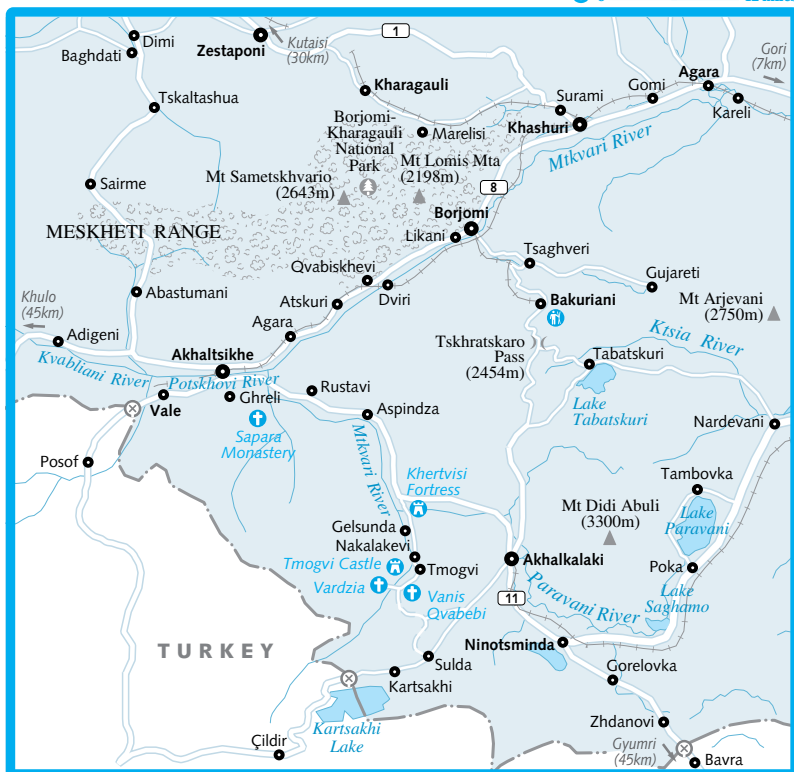 Dimi
Baghdati
Zestaponi
Kutaisi
(30km)
1
Gori
(7km)
Tskaltashua
Kharagauli
Surami
Gomi
Agara
Kareli
Borjomi-
Kharagauli
National
Park
Marelisi
Khashuri
Mtkvari River
Mt Sametskhvario
(2643m)
Mt Lomis Mta
(2198m)
8
Sairme
MESKHETI RANGE
Borjomi
Likani
Tsaghveri
Gujareti
Qvabiskhevi
Dviri
Bakuriani
Mt Arjevani
(2750m)
Khulo
(45km)
Abastumani
Atskuri
Adigeni
Agara
Ktsia River
Tskhratskaro
Pass
(2454m)
Tabatskuri
Kvabliani River
Akhaltsikhe
Potskhovi River
Rustavi
Lake
Tabatskuri
Vale
Ghreli
Aspindza
Nardevani
Sapara
Monastery
Mtkvari River
Posof
Khertvisi
Fortress
Tambovka
Mt Didi Abuli
(3300m)
Lake
Paravani
Gelsunda
Nakalakevi
Akhalkalaki
Tmogvi Castle
Tmogvi
Poka
Vardzia
Vanis
Qvabebi
Paravani River
Lake
Saghamo
11
TURKEY
Ninotsminda
Sulda
Kartsakhi
Gorelovka
Kartsakhi
Lake
Zhdanovi
Çildir
Gyumri
(45km)
Bavra